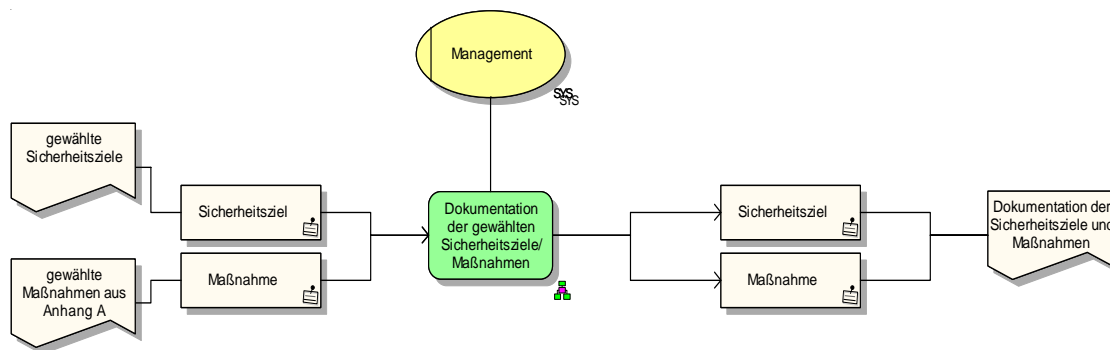 Management
SYS
SYS
gewählte
Sicherheitsziele
Sicherheitsziel
Maßnahme
gewählte
Maßnahmen aus
Anhang A
Dokumentation
der gewählten
Sicherheitsziele/
Maßnahmen
Sicherheitsziel
Maßnahme
Dokumentation der
Sicherheitsziele und
Maßnahmen